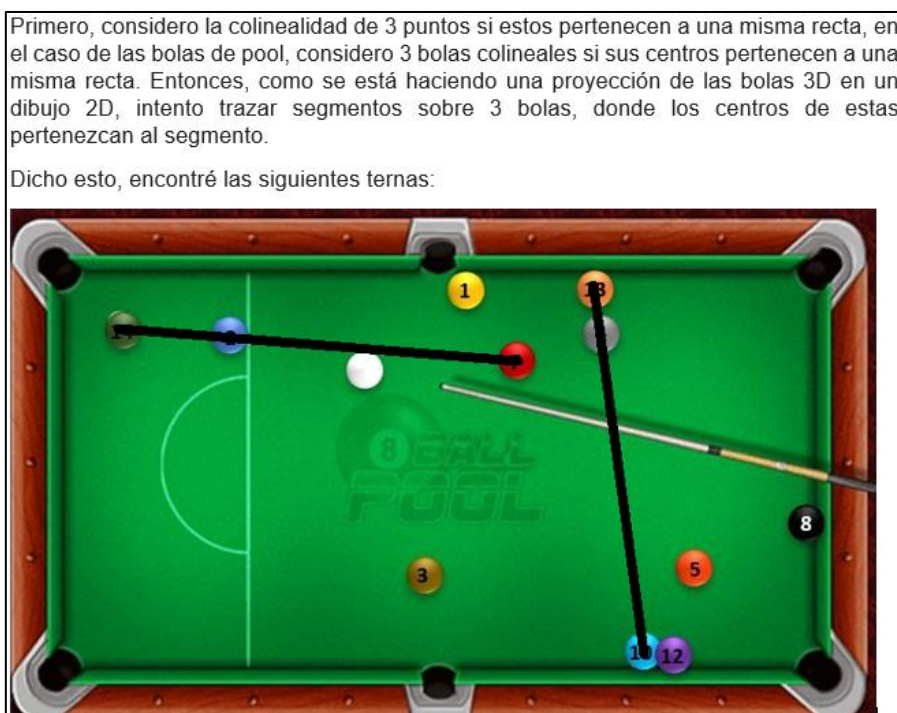 Primero, considero la colinealidad de 3 puntos si estos pertenecen a una misma recta, en
el caso de las bolas de pool, considero 3 bolas colineales si sus centros pertenecen a una
misma recta. Entonces, como se está haciendo una proyección de las bolas 3D en un
dibujo 2D, intento trazar segmentos sobre 3 bolas, donde los centros de estas
pertenezcan al segmento.
Dicho esto, encontré las siguientes ternas:
1
13
8 BALL
POOL
8
3
5
10
12